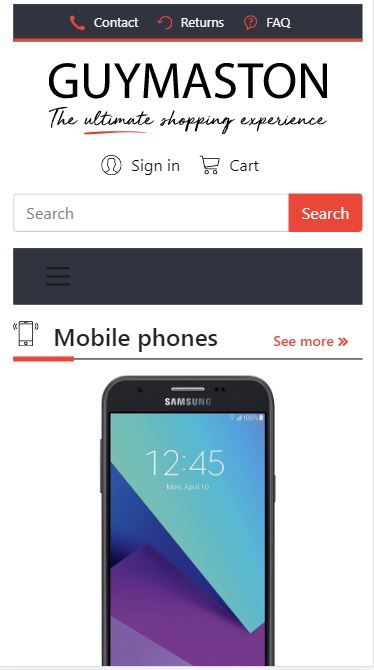 Contact Returns FAQ
GUYMASTON
The ultimate shopping experience
Sign in Cart
Search Search
Mobile phones See more »
SAMSUNG
100%
12:45
Mon, April 10